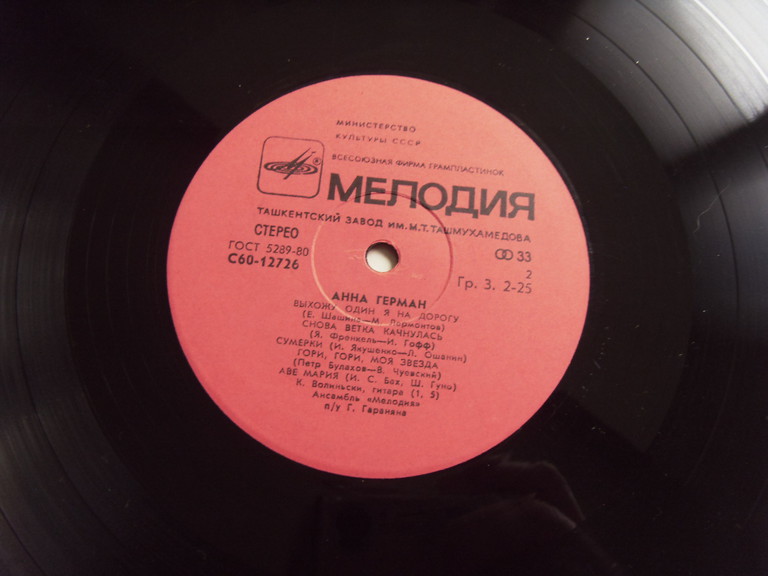 МИНИСТЕРСТВО
КУЛЬТУРЫ СССР
ВСЕСОЮЗНАЯ ФИРМА ГРАМПЛАСТИНОК
МЕЛОДИЯ
ТАШКЕНТСКИЙ ЗАВОД ИМ. М. Т. ТАШМУХАМЕДОВА
СТЕРЕО
33
ГОСТ 5289-80
2
С60-12726
Гр. 3. 2-25
АННА ГЕРМАН
ВЫХОЖУ ОДИН Я НА ДОРОГУ
(Е. Шашина—М. Лермонтов)
СНОВА ВЕТКА КАЧНУЛАСЬ
(Я. Френкель—И. Гофф)
СУМЕРКИ (И. Якушенко—Л. Ошанин)
ГОРИ, ГОРИ, МОЯ ЗВЕЗДА
(Петр Булахов—В. Чуевский)
АВЕ МАРИЯ (И. С. Бах, Ш. Гуно)
К. Волиньски, гитара (1, 5)
Ансамбль «Мелодия»
п/у Г. Гараняна